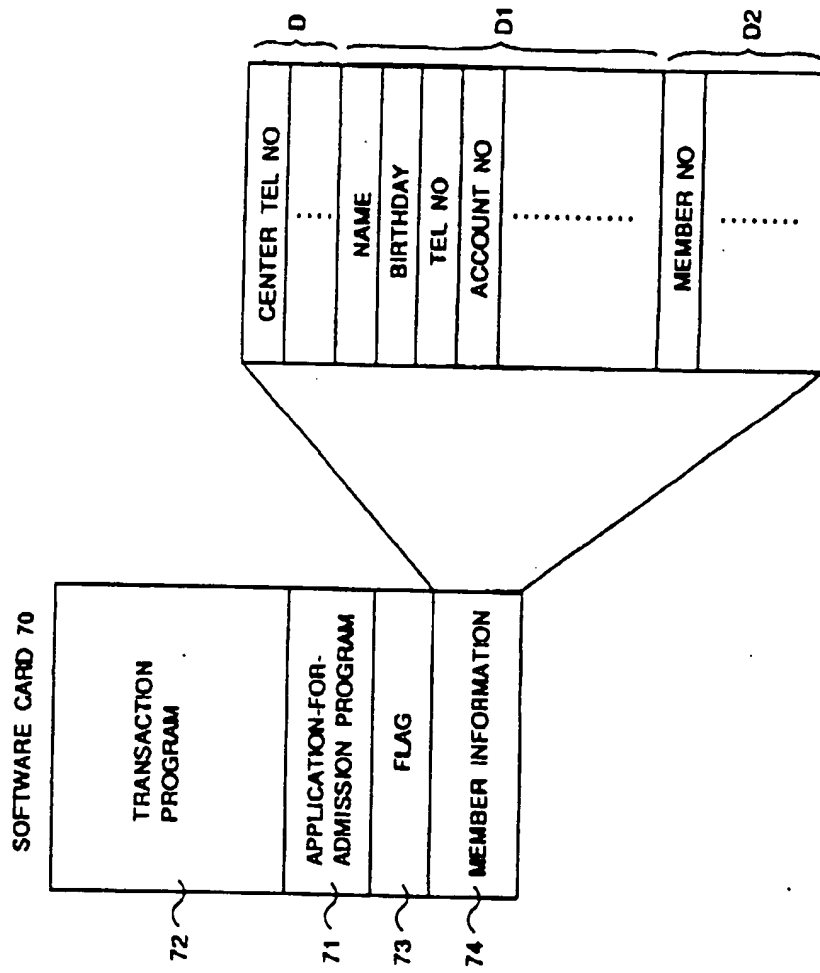 SOFTWARE CARD 70
72
TRANSACTION
PROGRAM
71
APPLICATION-FOR-
ADMISSION PROGRAM
73
FLAG
74
MEMBER INFORMATION
CENTER TEL NO
.....
D
NAME
BIRTHDAY
TEL NO
ACCOUNT NO
............
D1
MEMBER NO
........
D2